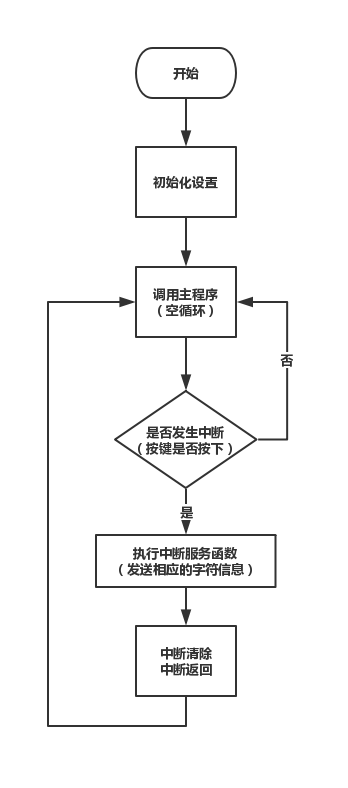 开始
初始化设置
调用主程序
（空循环）
否
是否发生中断
（按键是否按下）
是
执行中断服务函数
（发送相应的字符信息）
中断清除
中断返回